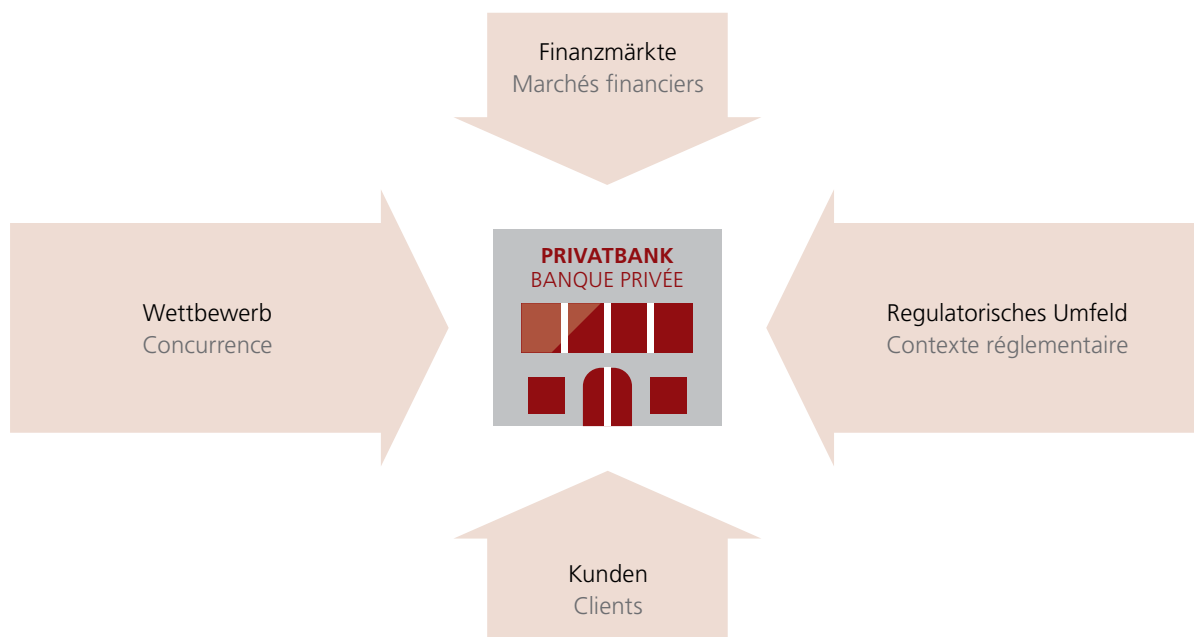 Finanzmärkte
Marchés financiers
PRIVATBANK
BANQUE PRIVÉE
Wettbewerb
Concurrence
Regulatorisches Umfeld
Contexte réglementaire
Kunden
Clients